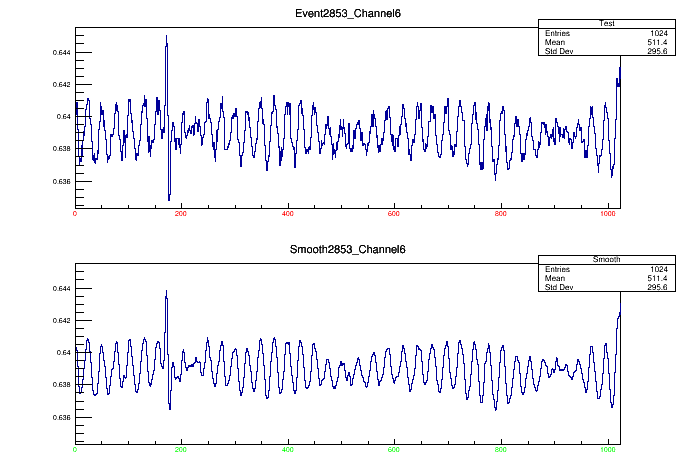 Event2853_Channel6
Test
Entries 1024
Mean 511.4
Std Dev 295.6
0.644
0.642
0.64
0.638
0.636
0 200 400 600 800 1000
Smooth2853_Channel6
Smooth
Entries 1024
Mean 511.4
Std Dev 295.6
0.644
0.642
0.64
0.638
0.636
0 200 400 600 800 1000